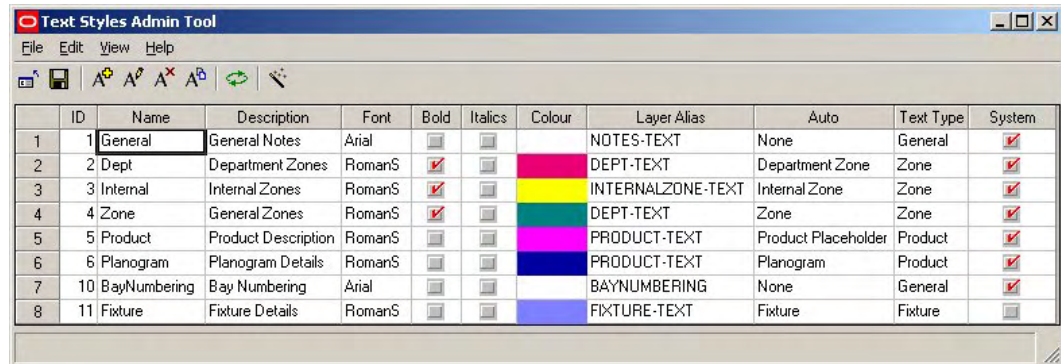 Text Styles Admin Tool
File Edit View Help
ID Name Description Font Bold Italics Colour Layer Alias Auto Text Type System
1 1 General General Notes Arial NOTES-TEXT None General
2 2 Dept Department Zones RomanS DEPT-TEXT Department Zone Zone
3 3 Internal Internal Zones RomanS INTERNALZONE-TEXT Internal Zone Zone
4 4 Zone General Zones RomanS DEPT-TEXT Zone Zone
5 5 Product Product Description RomanS PRODUCT-TEXT Product Placeholder Product
6 6 Planogram Planogram Details RomanS PRODUCT-TEXT Planogram Product
7 10 BayNumbering Bay Numbering Arial BAYNUMBERING None General
8 11 Fixture Fixture Details RomanS FIXTURE-TEXT Fixture Fixture